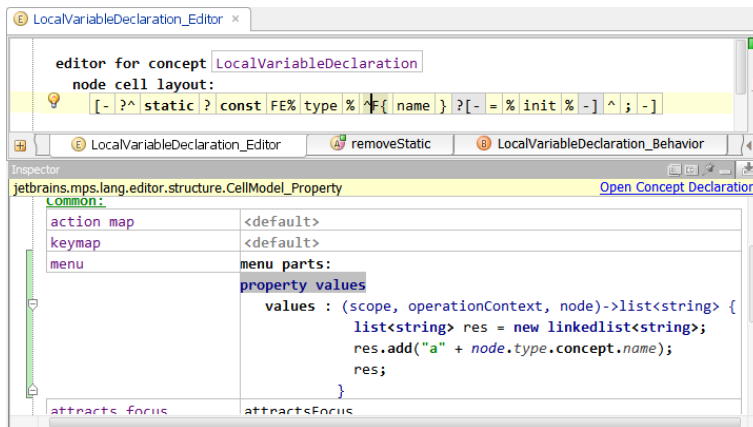 LocalVariableDeclaration_Editor ×
editor for concept LocalVariableDeclaration
node cell layout:
[- ?^ static ? const FE% type % ^F{ name } ?[- = % init % -] ^ ; -]
LocalVariableDeclaration_Editor removeStatic LocalVariableDeclaration_Behavior
Inspector
jetbrains.mps.lang.editor.structure.CellModel_Property Open Concept Declaration
Common:
action map <default>
keymap <default>
menu menu parts:
property values
values : (scope, operationContext, node)->list<string> {
list<string> res = new linkedlist<string>;
res.add("a" + node.type.concept.name);
res;
}
attracts focus attractsFocus